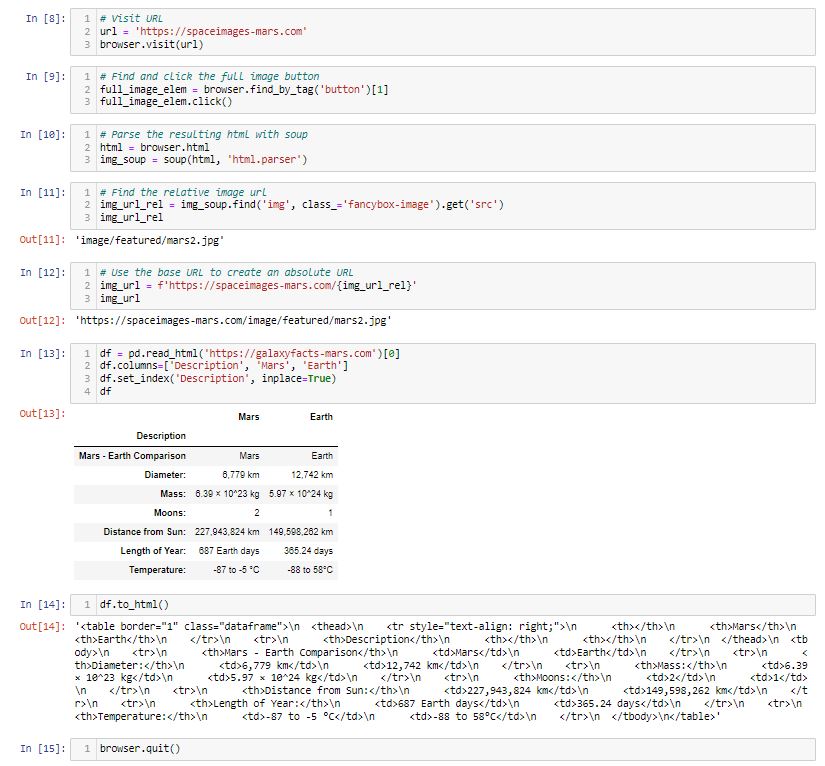 In [8]:
1 # Visit URL
2 url = 'https://spaceimages-mars.com'
3 browser.visit(url)
In [9]:
1 # Find and click the full image button
2 full_image_elem = browser.find_by_tag('button')[1]
3 full_image_elem.click()
In [10]:
1 # Parse the resulting html with soup
2 html = browser.html
3 img_soup = soup(html, 'html.parser')
In [11]:
1 # Find the relative image url
2 img_url_rel = img_soup.find('img', class_='fancybox-image').get('src')
3 img_url_rel
Out[11]: 'image/featured/mars2.jpg'
In [12]:
1 # Use the base URL to create an absolute URL
2 img_url = f'https://spaceimages-mars.com/{img_url_rel}'
3 img_url
Out[12]: 'https://spaceimages-mars.com/image/featured/mars2.jpg'
In [13]:
1 df = pd.read_html('https://galaxyfacts-mars.com')[0]
2 df.columns=['Description', 'Mars', 'Earth']
3 df.set_index('Description', inplace=True)
4 df
Out[13]:
Mars Earth
Description
Mars - Earth Comparison Mars Earth
Diameter: 6,779 km 12,742 km
Mass: 6.39 × 10^23 kg 5.97 × 10^24 kg
Moons: 2 1
Distance from Sun: 227,943,824 km 149,598,262 km
Length of Year: 687 Earth days 365.24 days
Temperature: -87 to -5 °C -88 to 58°C
In [14]:
1 df.to_html()
Out[14]: '<table border="1" class="dataframe">\n <thead>\n <tr style="text-align: right;">\n <th></th>\n <th>Mars</th>\n
<th>Earth</th>\n </tr>\n <tr>\n <th>Description</th>\n <th></th>\n <th></th>\n </tr>\n </thead>\n <tb
ody>\n <tr>\n <th>Mars - Earth Comparison</th>\n <td>Mars</td>\n <td>Earth</td>\n </tr>\n <tr>\n <
th>Diameter:</th>\n <td>6,779 km</td>\n <td>12,742 km</td>\n </tr>\n <tr>\n <th>Mass:</th>\n <td>6.39
× 10^23 kg</td>\n <td>5.97 × 10^24 kg</td>\n </tr>\n <tr>\n <th>Moons:</th>\n <td>2</td>\n <td>1</td>
\n </tr>\n <tr>\n <th>Distance from Sun:</th>\n <td>227,943,824 km</td>\n <td>149,598,262 km</td>\n </t
r>\n <tr>\n <th>Length of Year:</th>\n <td>687 Earth days</td>\n <td>365.24 days</td>\n </tr>\n <tr>\n
<th>Temperature:</th>\n <td>-87 to -5 °C</td>\n <td>-88 to 58°C</td>\n </tr>\n </tbody>\n</table>'
In [15]:
1 browser.quit()